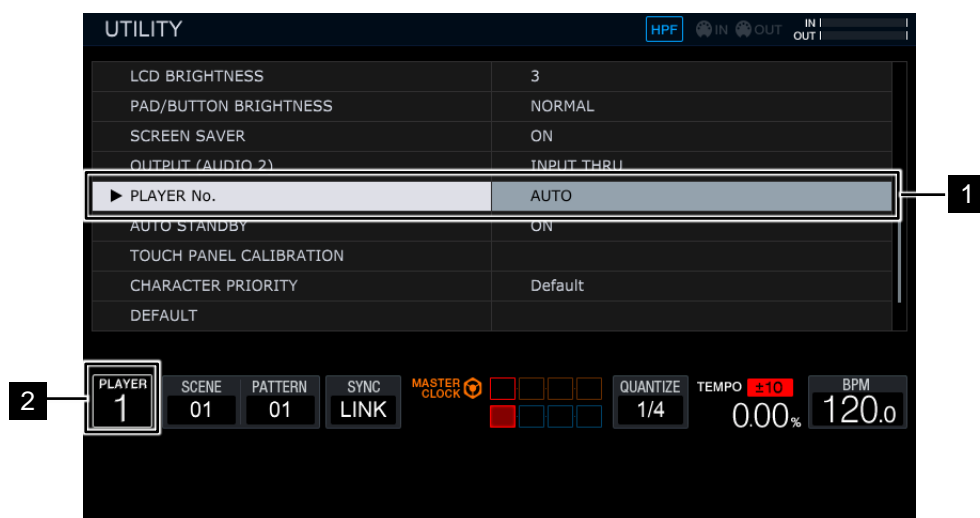 UTILITY
HPF IN OUT IN
OUT
LCD BRIGHTNESS 3
PAD/BUTTON BRIGHTNESS NORMAL
SCREEN SAVER ON
OUTPUT (AUDIO 2) INPUT THRU
PLAYER No. AUTO
1
AUTO STANDBY ON
TOUCH PANEL CALIBRATION
CHARACTER PRIORITY Default
DEFAULT
2
PLAYER SCENE PATTERN SYNC MASTER CLOCK QUANTIZE TEMPO ±10 BPM
1 01 01 LINK 1/4 0.00% 120.0